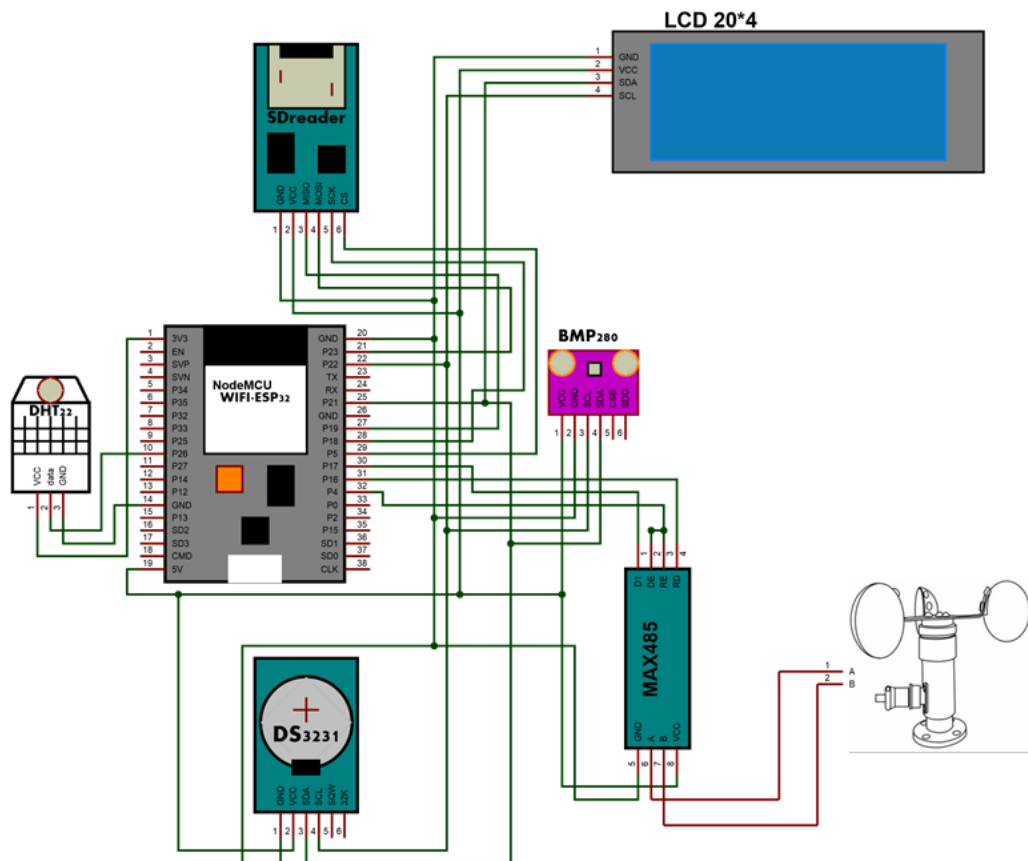 LCD 20*4
1 GND
2 VCC
3 SDA
4 SCL
SDreader
GND VCC MISO MOSI SCK CS
1 2 3 4 5 6
NodeMCU
WIFI-ESP32
1 3V3
2 EN
3 SVP
4 SVN
5 P34
6 P35
7 P32
8 P33
9 P25
10 P26
11 P27
12 P14
13 P12
14 GND
15 P13
16 SD2
17 SD3
18 CMD
19 5V
GND 20
P23 21
P22 22
TX 23
RX 24
P21 25
GND 26
P19 27
P18 28
P5 29
P17 30
P16 31
P4 32
P0 33
P2 34
P15 35
SD1 36
SD0 37
CLK 38
DHT22
VCC data GND
1 2 3
BMP280
VCC GND SCL SDA CSB SDO
1 2 3 4 5 6
1 2 3 4
D1 DE RE RD
MAX485
GND A B VCC
5 6 7 8
1 A
2 B
DS3231
GND VCC SDA SCL SQW 32K
1 2 3 4 5 6